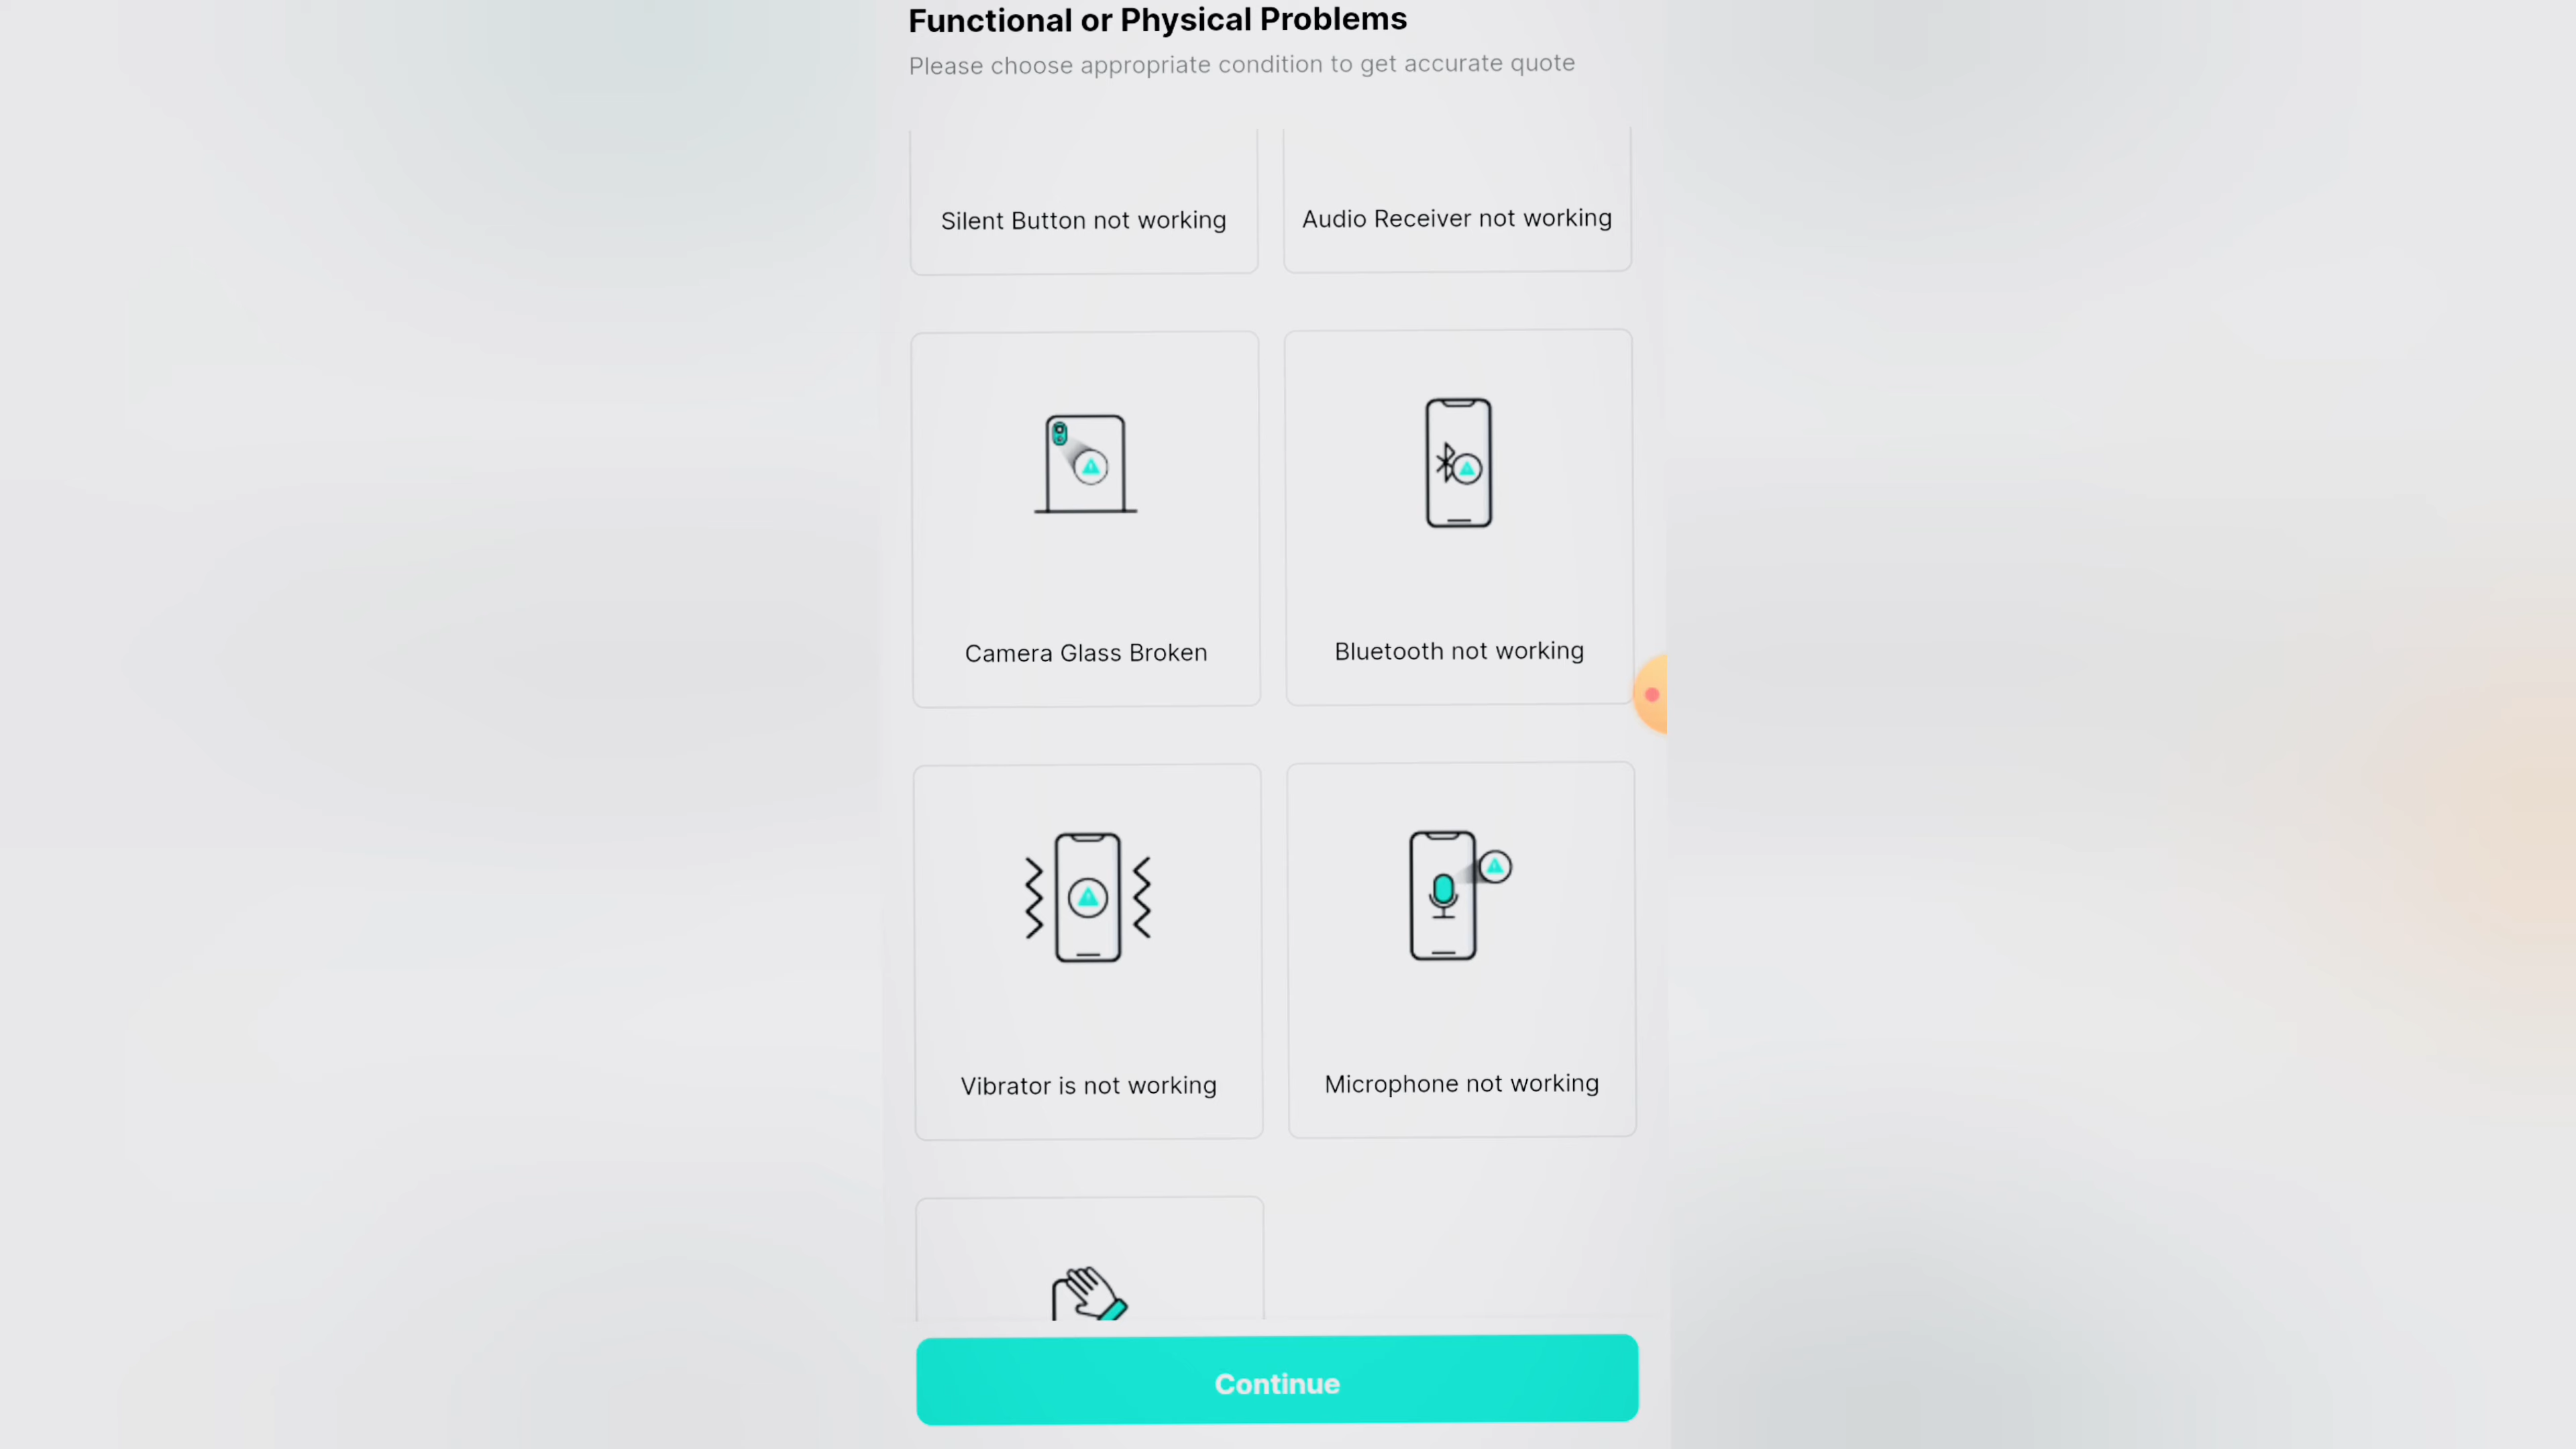 Functional or Physical Problems
Please choose appropriate condition to get accurate quote
Silent Button not working
Audio Receiver not working
Camera Glass Broken
Bluetooth not working
Vibrator is not working
Microphone not working
Continue